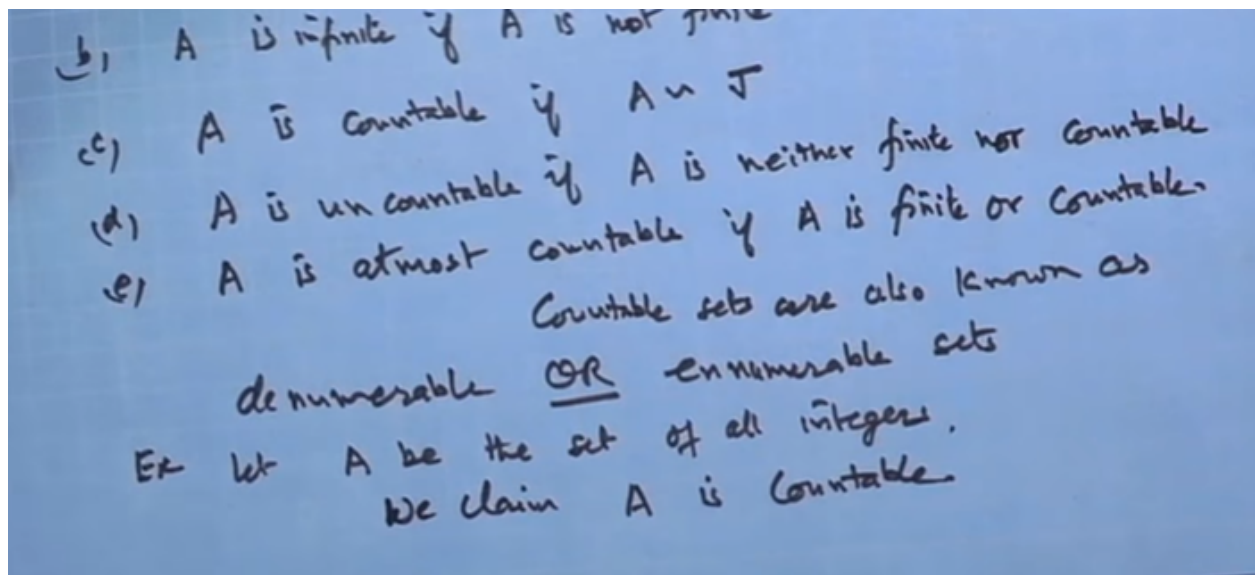 (b) A is infinite if A is not finite
(c) A is countable if A ~ J
(d) A is uncountable if A is neither finite nor countable
(e) A is atmost countable if A is finite or countable.
Countable sets are also known as
denumerable OR ennumerable sets
Ex let A be the set of all integers.
We claim A is Countable.